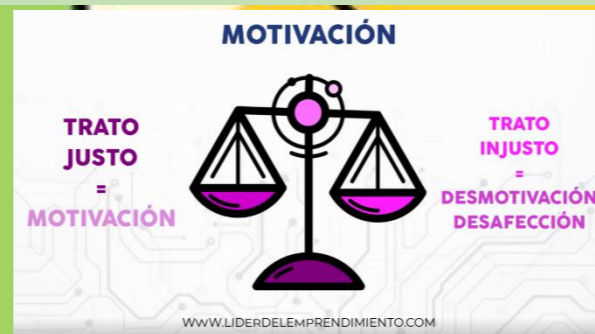 MOTIVACIÓN
TRATO
JUSTO
=
MOTIVACIÓN
TRATO
INJUSTO
=
DESMOTIVACIÓN
DESAFECCIÓN
WWW.LIDERDELEMPRENDIMIENTO.COM